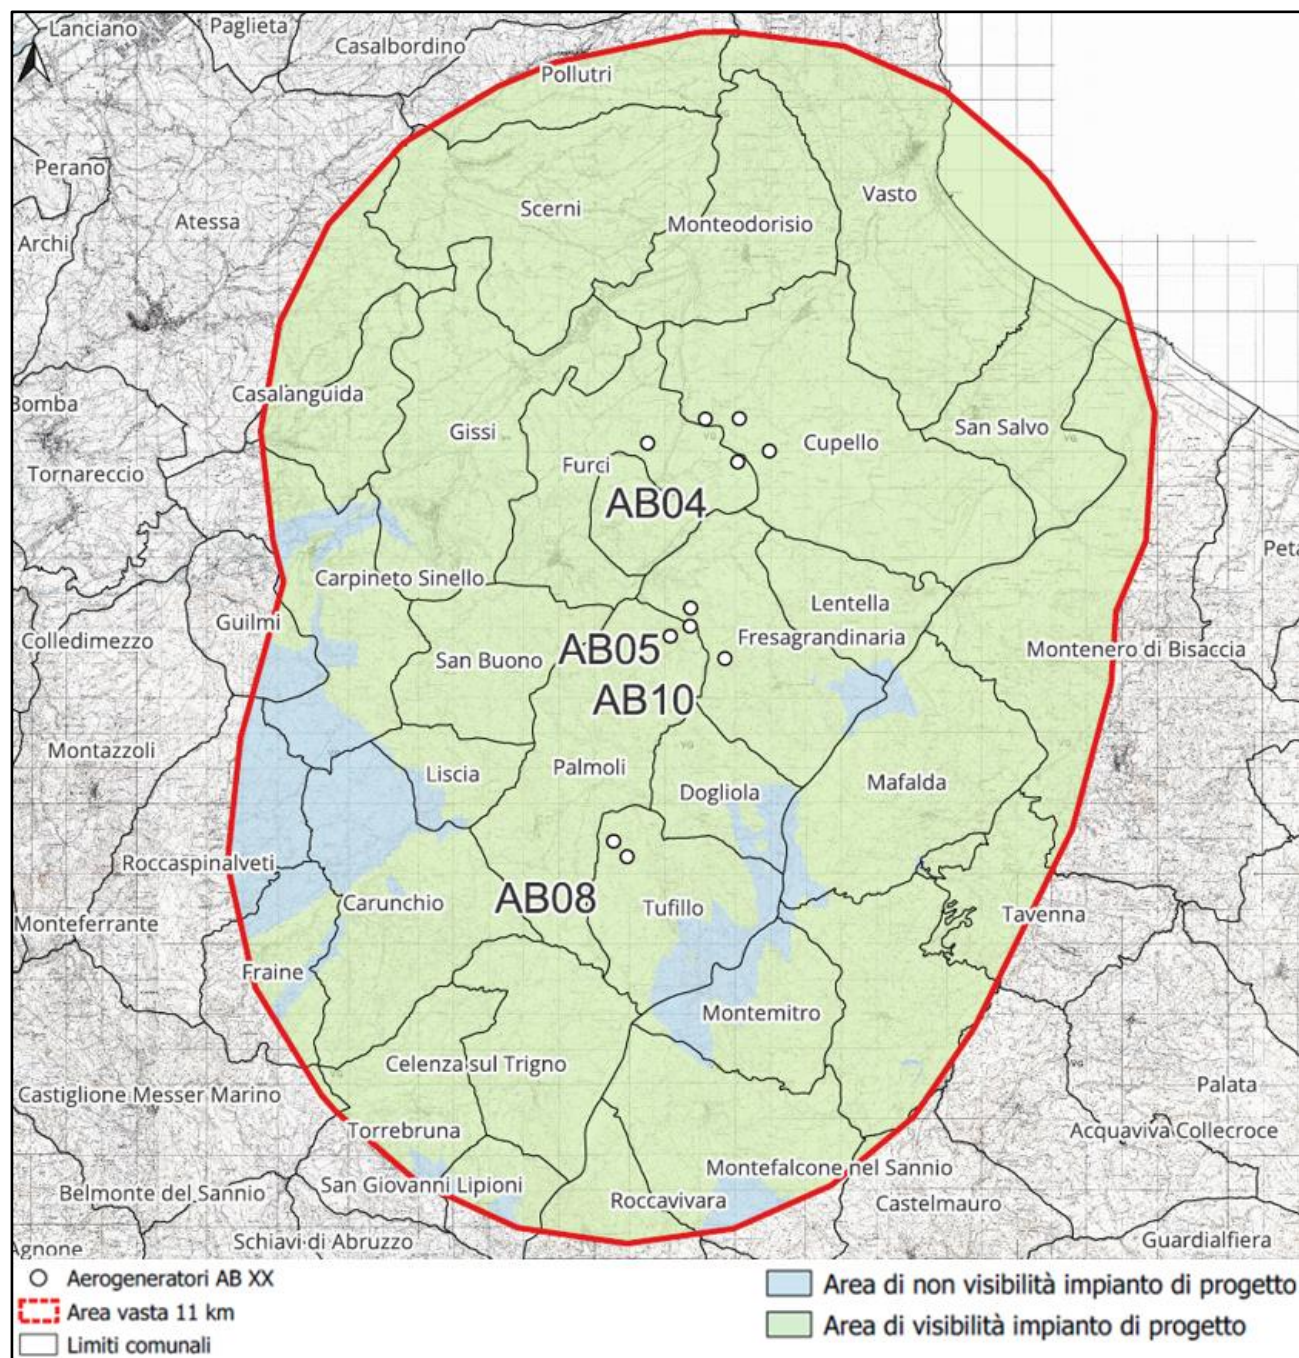 Lanciano
Paglieta
Casalbordino
Pollutri
Perano
Atessa
Scerni
Vasto
Archi
Monteodorisio
Casalanguida
Bomba
Gissi
San Salvo
Cupello
Furci
Tornareccio
AB04
Carpineto Sinello
Lentella
Guilmi
Colledimezzo
Fresagrandinaria
AB05
San Buono
Montenero di Bisaccia
AB10
Montazzoli
Liscia
Palmoli
Dogliola
Mafalda
Roccaspinalveti
AB08
Carunchio
Tufillo
Tavenna
Monteferrante
Fraine
Montemitro
Celenza sul Trigno
Palata
Castiglione Messer Marino
Torrebruna
Acquaviva Collecroce
Montefalcone nel Sannio
San Giovanni Lipioni
Belmonte del Sannio
Roccavivara
Castelmauro
Schiavi di Abruzzo
Guardialfiera
Agnone
Aerogeneratori AB XX
Area vasta 11 km
Limiti comunali
Area di non visibilità impianto di progetto
Area di visibilità impianto di progetto